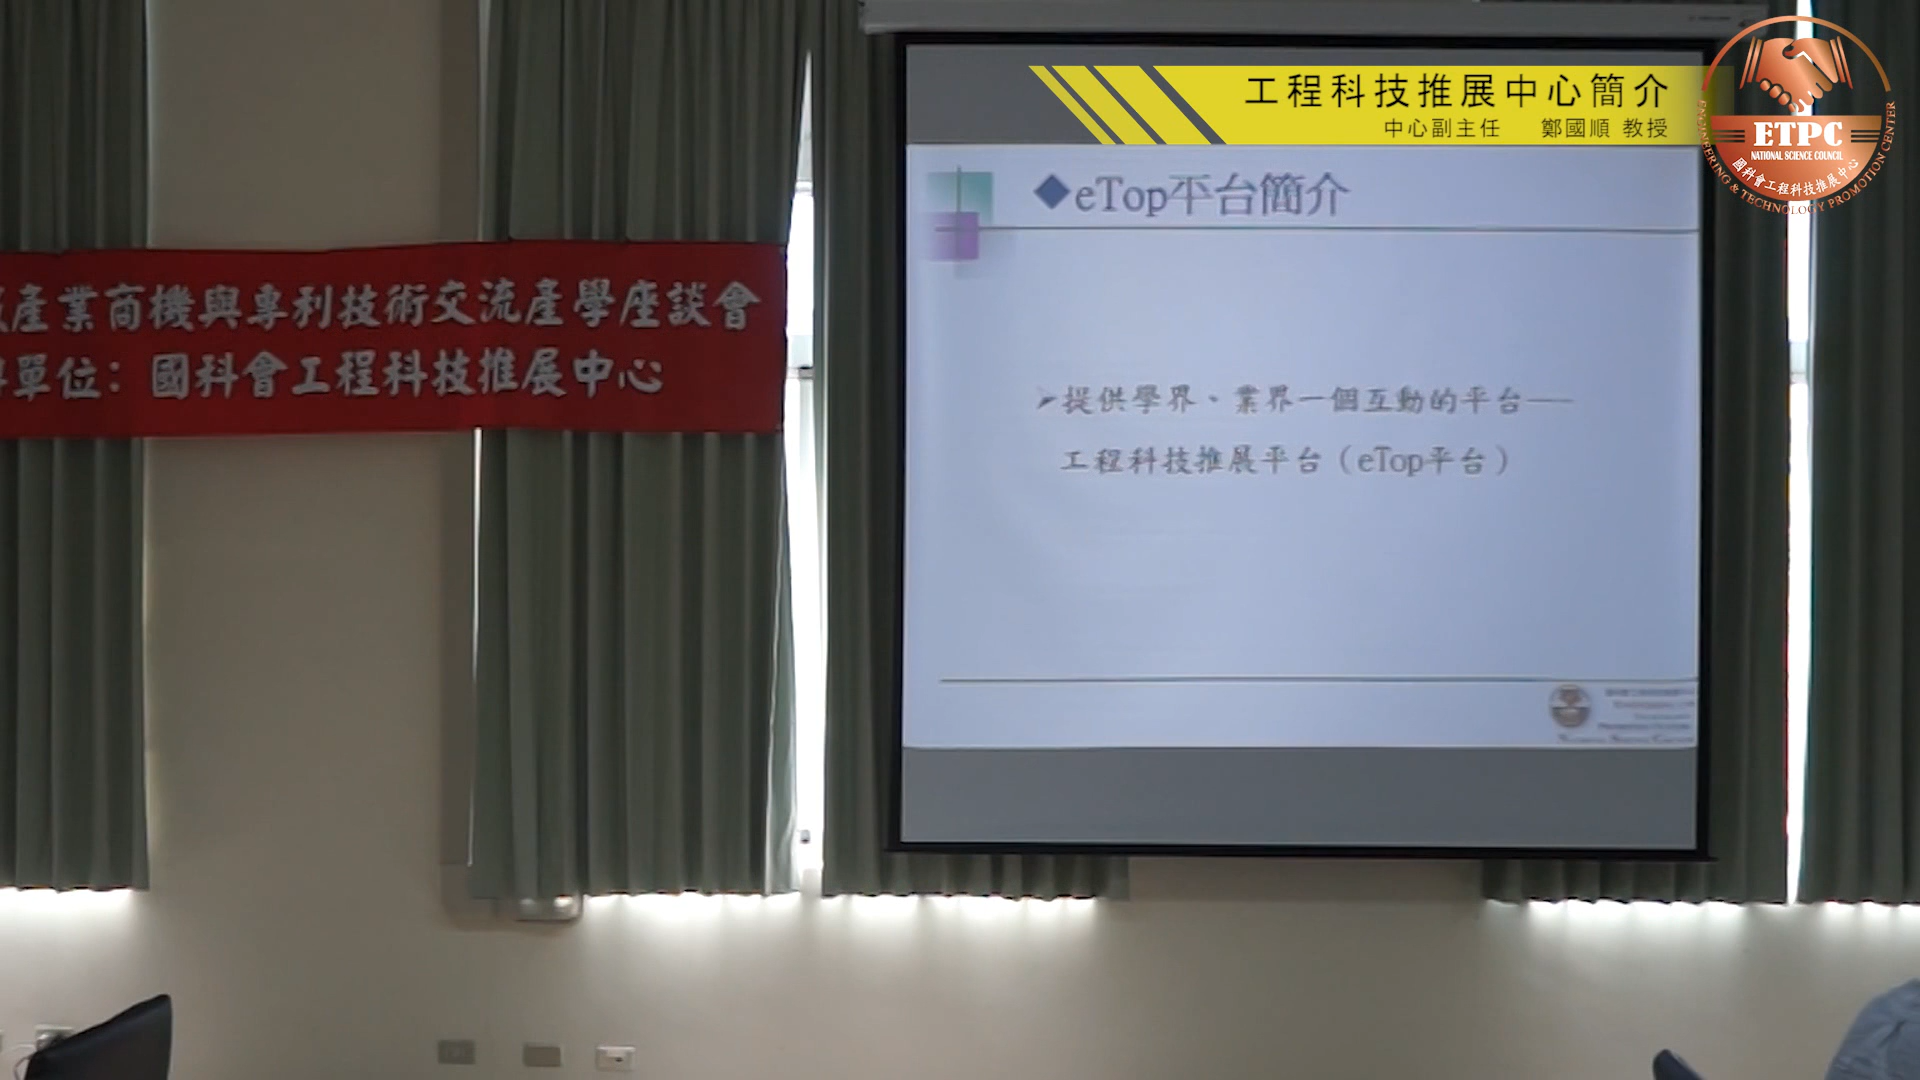 工程科技推展中心簡介
中心副主任 鄭國順 教授
ETPC
NATIONAL SCIENCE COUNCIL
國科會工程科技推展中心
ENGINEERING & TECHNOLOGY PROMOTION CENTER
◆eTop平台簡介
➢提供學界、業界一個互動的平台——
工程科技推展平台（eTop平台）
產業商機與專利技術交流產學座談會
單位：國科會工程科技推展中心